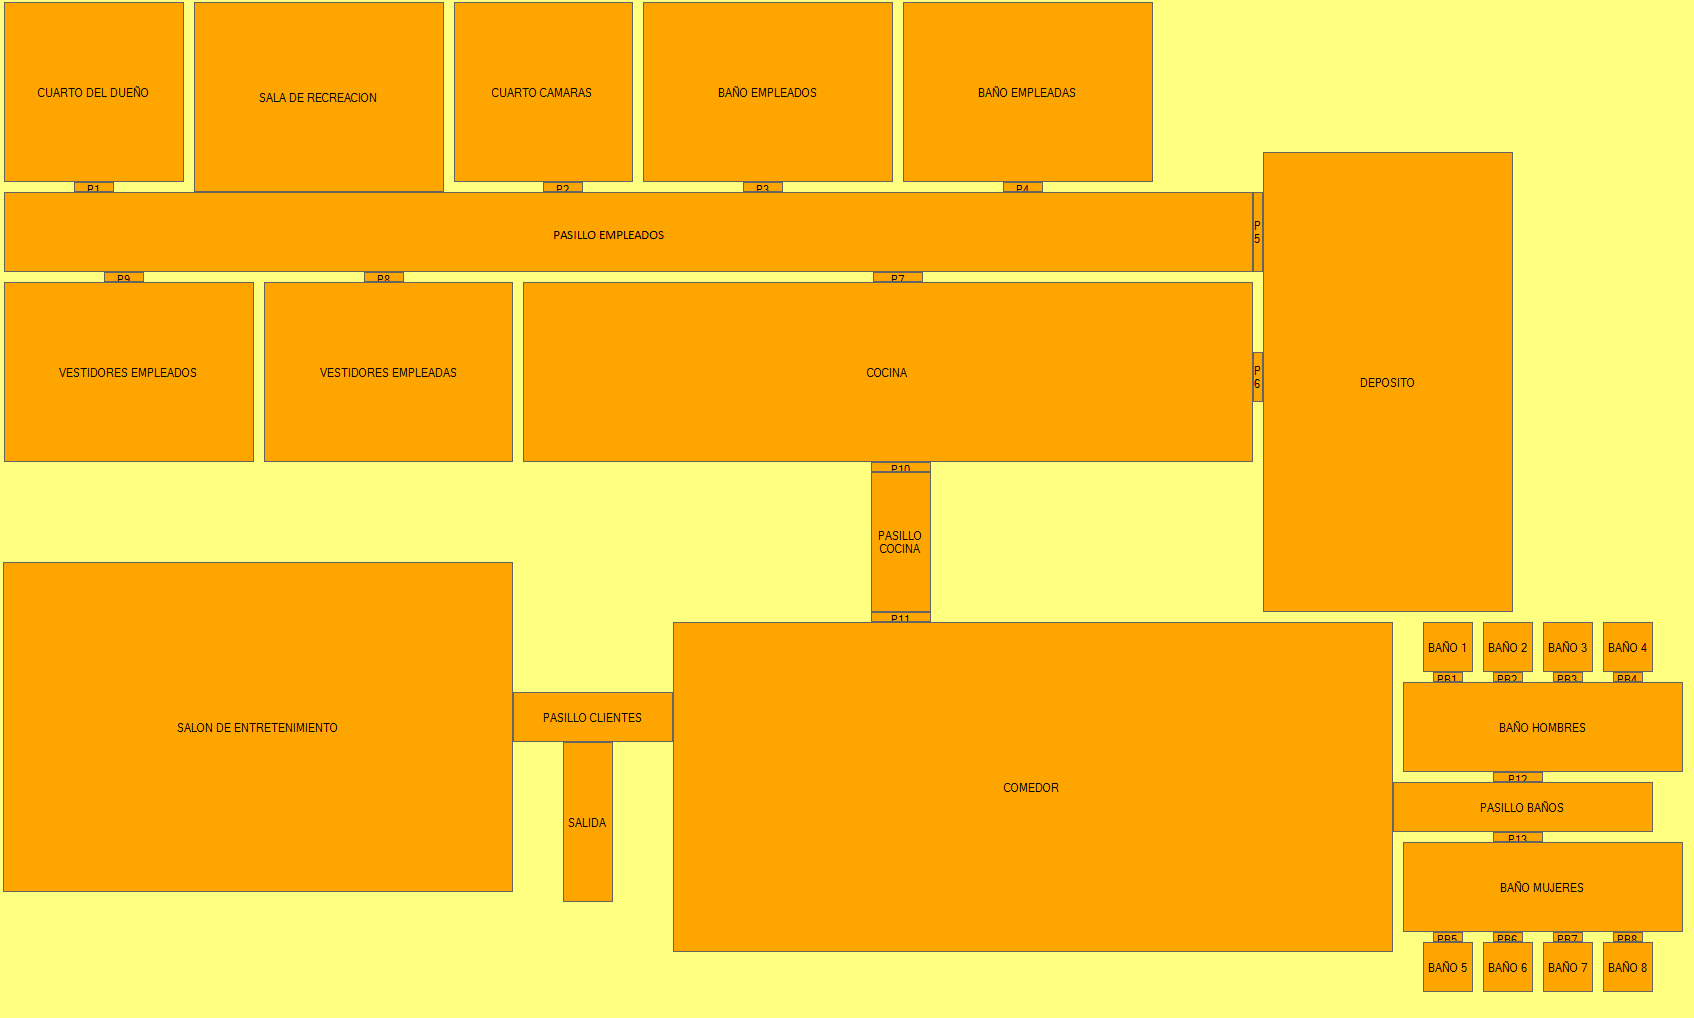 CUARTO DEL DUEÑO
SALA DE RECREACION
CUARTO CAMARAS
BAÑO EMPLEADOS
BAÑO EMPLEADAS
P1
P2
P3
P4
PASILLO EMPLEADOS
P
5
P9
P8
P7
VESTIDORES EMPLEADOS
VESTIDORES EMPLEADAS
COCINA
P
6
DEPOSITO
P10
PASILLO
COCINA
P11
SALON DE ENTRETENIMIENTO
PASILLO CLIENTES
SALIDA
COMEDOR
BAÑO 1
BAÑO 2
BAÑO 3
BAÑO 4
PB1
PB2
PB3
PB4
BAÑO HOMBRES
P12
PASILLO BAÑOS
P13
BAÑO MUJERES
PB5
PB6
PB7
PB8
BAÑO 5
BAÑO 6
BAÑO 7
BAÑO 8